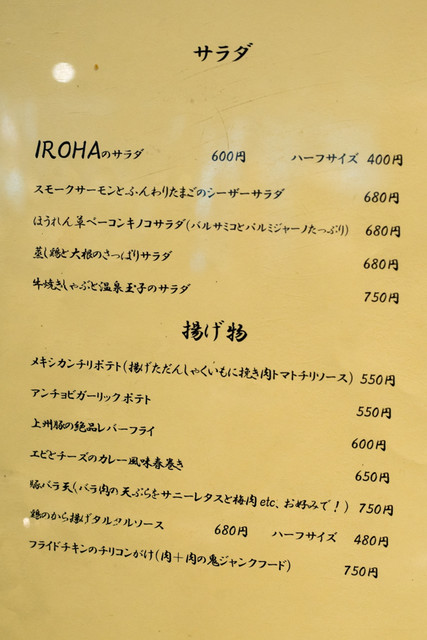 サラダ
IROHAのサラダ 600円 ハーフサイズ 400円
スモークサーモンとふんわりたまごのシーザーサラダ 680円
ほうれん草ベーコンキノコサラダ(バルサミコとパルミジャーノたっぷり) 680円
蒸し鶏と大根のさっぱりサラダ 680円
牛焼きしゃぶと温泉玉子のサラダ 750円
揚げ物
メキシカンチリポテト(揚げただんしゃくいもに挽き肉トマトチリソース) 550円
アンチョビガーリックポテト 550円
上州豚の絶品レバーフライ 600円
エビとチーズのカレー風味春巻き 650円
豚バラ天(バラ肉の天ぷらをサニーレタスと梅肉etc、お好みで!) 750円
鶏のから揚げタルタルソース 680円 ハーフサイズ 480円
フライドチキンのチリコンがけ(肉+肉の鬼ジャンクフード) 750円